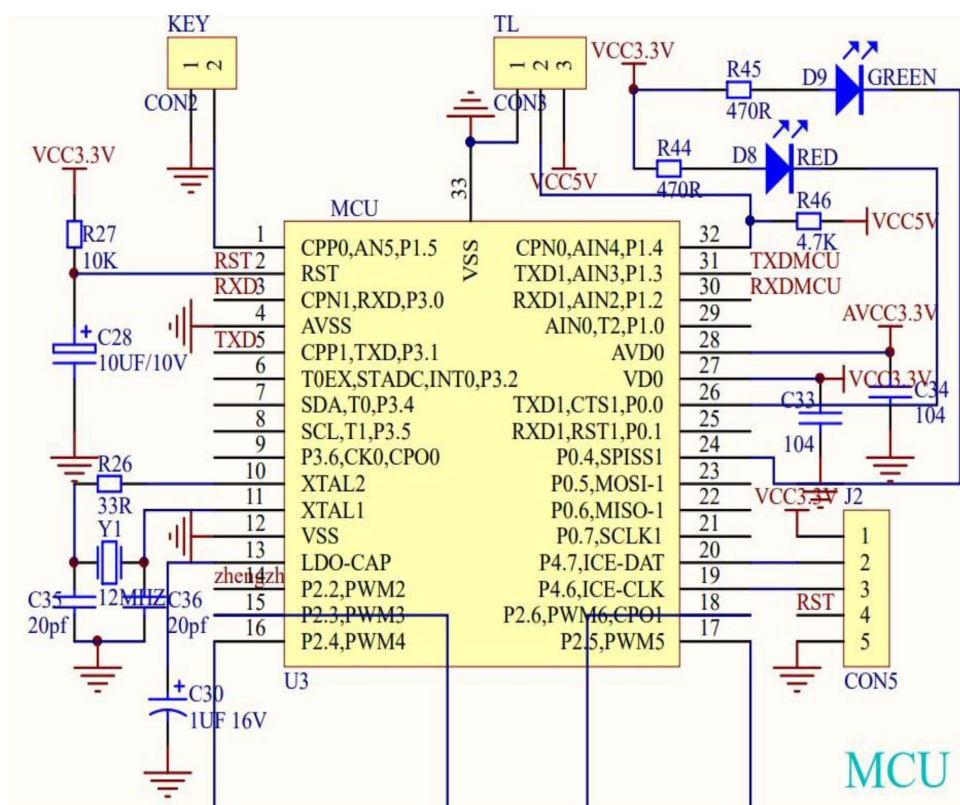 KEY
1 2
CON2
TL
1 2 3
CON3
VCC5V
VCC3.3V
R45
470R
D9
GREEN
R44
470R
D8
RED
R46
4.7K
VCC5V
VCC3.3V
R27
10K
C28
10UF/10V
R26
33R
Y1
12MHZ
C35
20pf
C36
20pf
C30
1UF 16V
MCU
33
VSS
1 CPP0,AN5,P1.5
RST 2 RST
RXD 3 CPN1,RXD,P3.0
4 AVSS
TXD 5 CPP1,TXD,P3.1
6 T0EX,STADC,INT0,P3.2
7 SDA,T0,P3.4
8 SCL,T1,P3.5
9 P3.6,CK0,CPO0
10 XTAL2
11 XTAL1
12 VSS
13 LDO-CAP
zhengzh 14 P2.2,PWM2
15 P2.3,PWM3
16 P2.4,PWM4
CPN0,AIN4,P1.4 32
TXD1,AIN3,P1.3 31 TXDMCU
RXD1,AIN2,P1.2 30 RXDMCU
AIN0,T2,P1.0 29
AVD0 28
VD0 27
TXD1,CTS1,P0.0 26
RXD1,RST1,P0.1 25
P0.4,SPISS1 24
P0.5,MOSI-1 23
P0.6,MISO-1 22
P0.7,SCLK1 21
P4.7,ICE-DAT 20
P4.6,ICE-CLK 19
P2.6,PWM6,CPO1 18
P2.5,PWM5 17
U3
AVCC3.3V
VCC3.3V
C34
104
C33
104
VCC3.3V
J2
1
2
3
RST 4
5
CON5
MCU